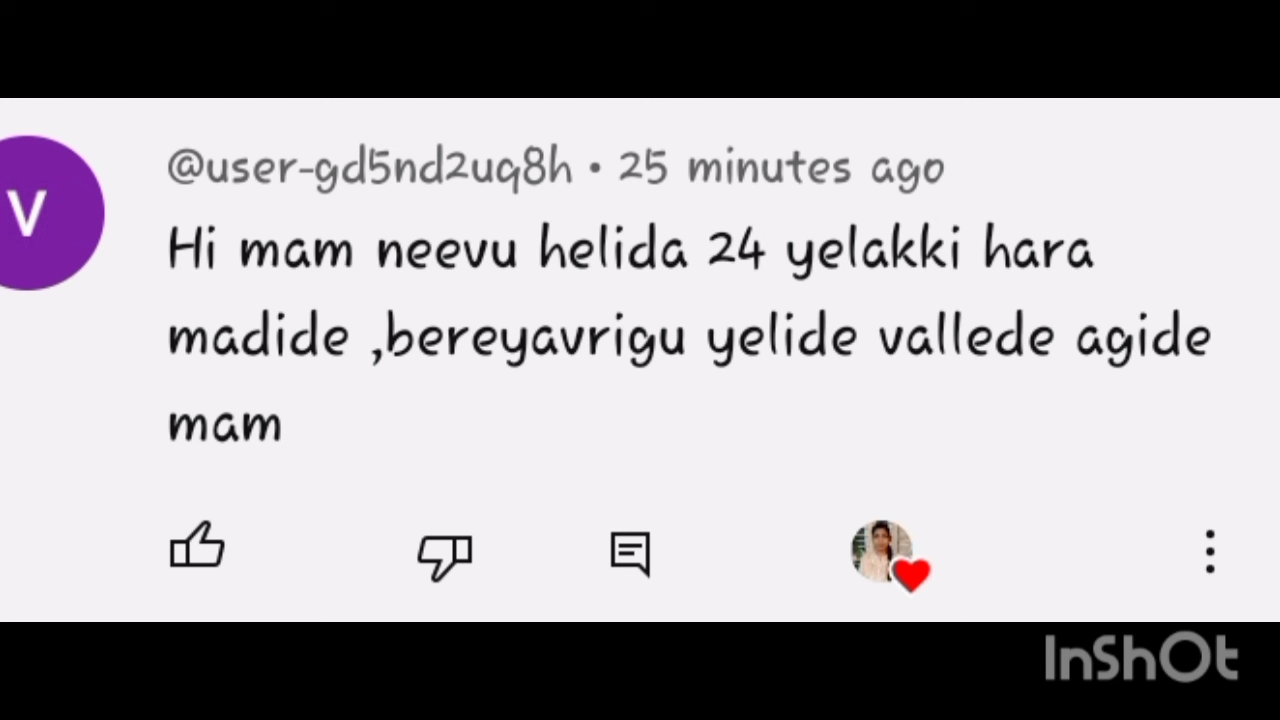 V
@user-gd5nd2uq8h • 25 minutes ago
Hi mam neevu helida 24 yelakki hara
madide ,bereyavrigu yelide vallede agide
mam
InShOt